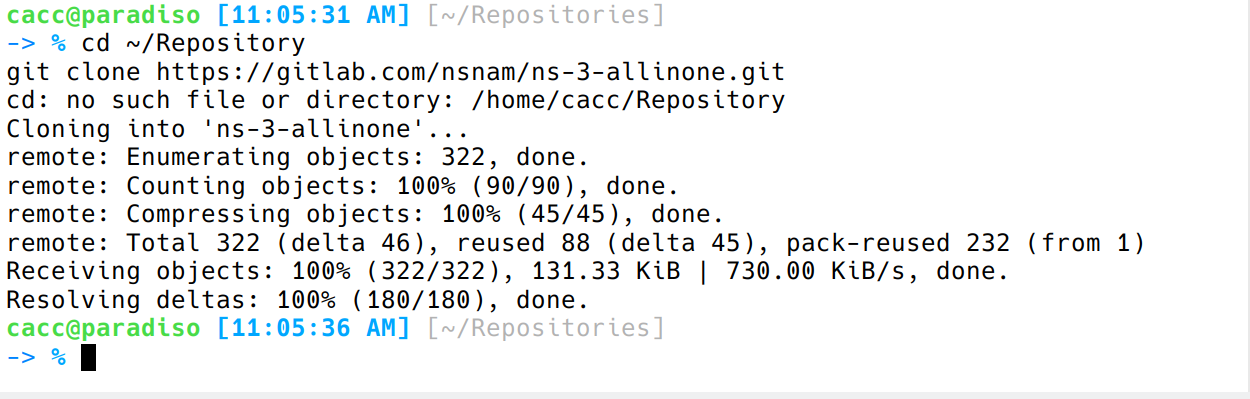 cacc@paradiso [11:05:31 AM] [~/Repositories]
-> % cd ~/Repository
git clone https://gitlab.com/nsnam/ns-3-allinone.git
cd: no such file or directory: /home/cacc/Repository
Cloning into 'ns-3-allinone'...
remote: Enumerating objects: 322, done.
remote: Counting objects: 100% (90/90), done.
remote: Compressing objects: 100% (45/45), done.
remote: Total 322 (delta 46), reused 88 (delta 45), pack-reused 232 (from 1)
Receiving objects: 100% (322/322), 131.33 KiB | 730.00 KiB/s, done.
Resolving deltas: 100% (180/180), done.
cacc@paradiso [11:05:36 AM] [~/Repositories]
-> %